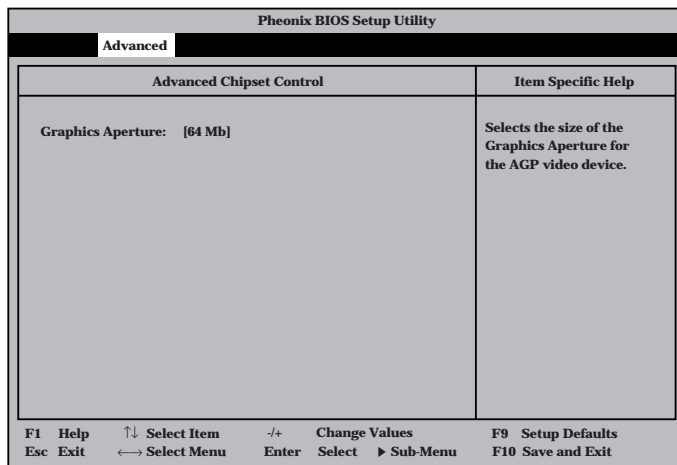 Pheonix BIOS Setup Utility
Advanced
Advanced Chipset Control
Item Specific Help
Graphics Aperture: [64 Mb]
Selects the size of the
Graphics Aperture for
the AGP video device.
F1 Help ↑↓ Select Item -/+ Change Values F9 Setup Defaults
Esc Exit ←→ Select Menu Enter Select ▶ Sub-Menu F10 Save and Exit